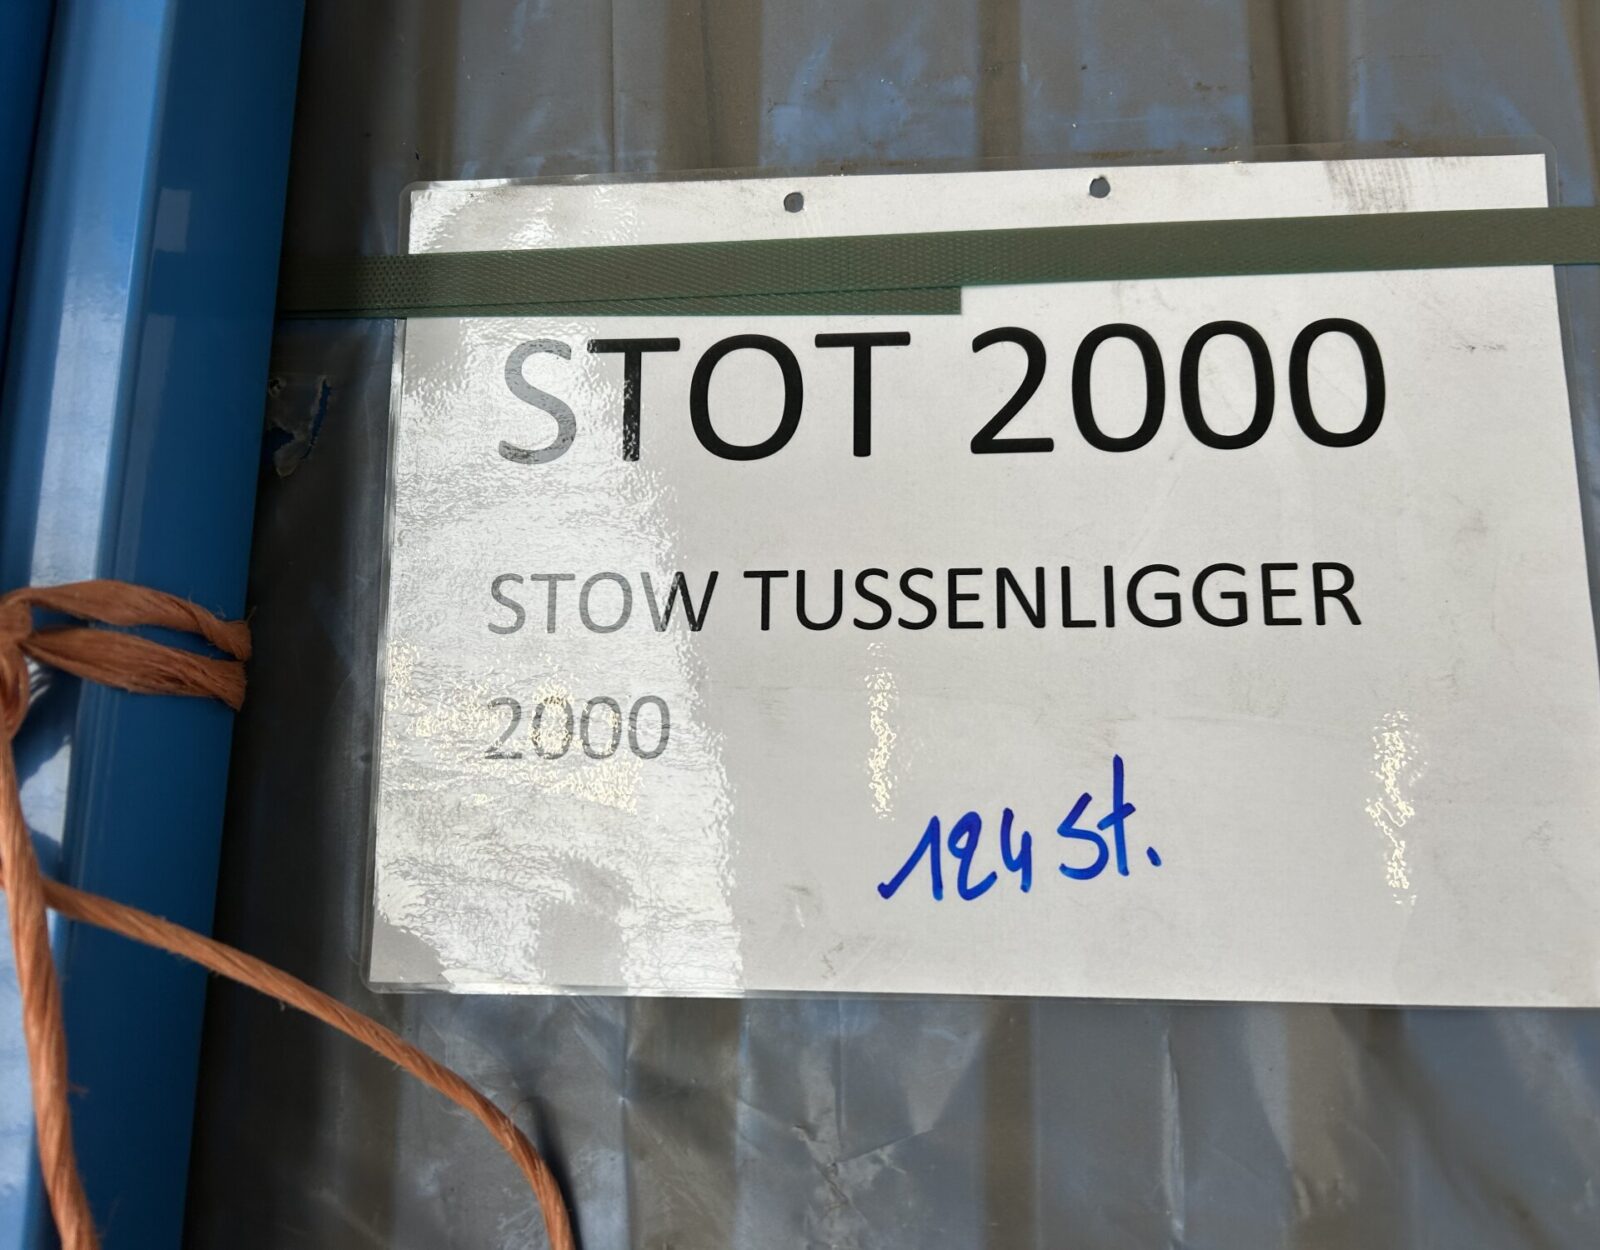 STOT 2000
STOW TUSSENLIGGER
2000
124 St.